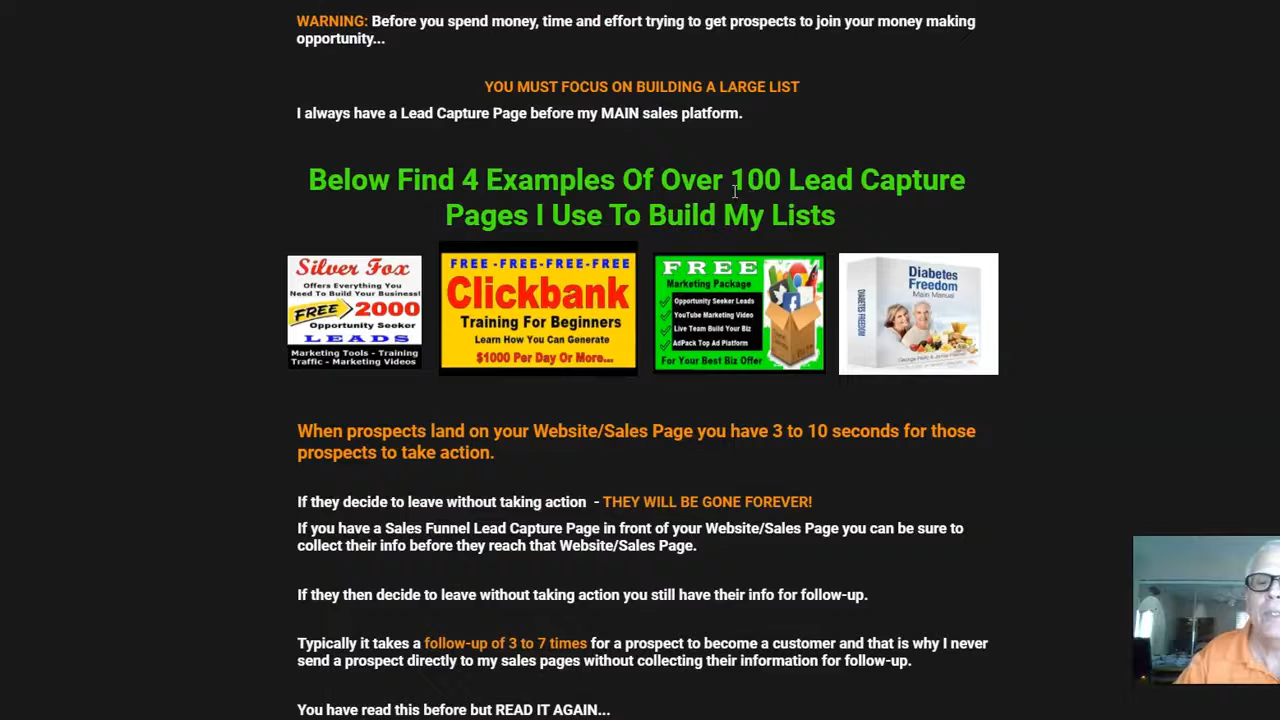 WARNING: Before you spend money, time and effort trying to get prospects to join your money making
opportunity...
YOU MUST FOCUS ON BUILDING A LARGE LIST
I always have a Lead Capture Page before my MAIN sales platform.
Below Find 4 Examples Of Over 100 Lead Capture
Pages I Use To Build My Lists
Silver Fox
Offers Everything You
Need To Build Your Business!
FREE 2000
Opportunity Seeker
LEADS
Marketing Tools - Training
Traffic - Marketing Videos
FREE -FREE-FREE-FREE
Clickbank
Training For Beginners
Learn How You Can Generate
$1000 Per Day Or More...
FREE
Marketing Package
Opportunity Seeker Leads
YouTube Marketing Video
Live Team Build Your Biz
AdPack Top Ad Platform
For Your Best Biz Offer
DIABETES FREEDOM
Diabetes
Freedom
Main Manual
When prospects land on your Website/Sales Page you have 3 to 10 seconds for those
prospects to take action.
If they decide to leave without taking action - THEY WILL BE GONE FOREVER!
If you have a Sales Funnel Lead Capture Page in front of your Website/Sales Page you can be sure to
collect their info before they reach that Website/Sales Page.
If they then decide to leave without taking action you still have their info for follow-up.
Typically it takes a follow-up of 3 to 7 times for a prospect to become a customer and that is why I never
send a prospect directly to my sales pages without collecting their information for follow-up.
You have read this before but READ IT AGAIN...